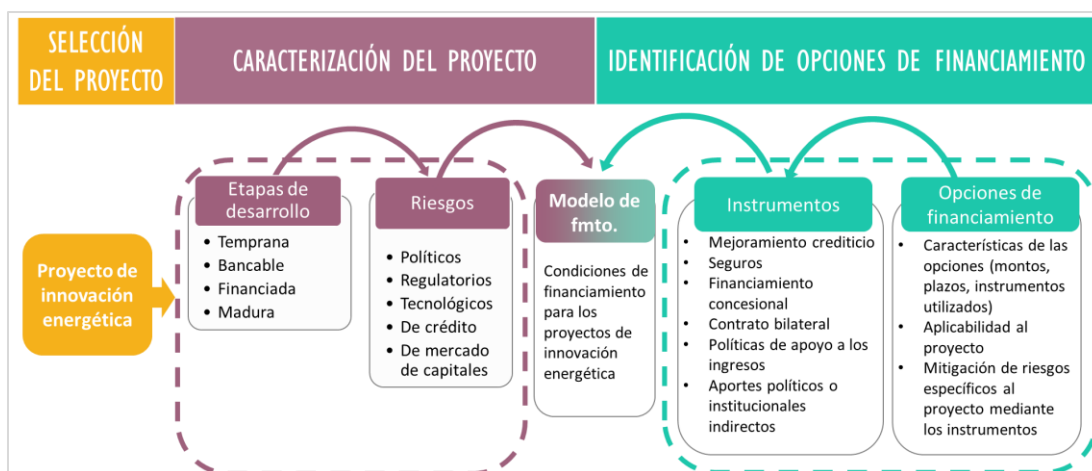 SELECCIÓN
DEL PROYECTO
CARACTERIZACIÓN DEL PROYECTO
IDENTIFICACIÓN DE OPCIONES DE FINANCIAMIENTO
Proyecto de
innovación
energética
Etapas de
desarrollo
• Temprana
• Bancable
• Financiada
• Madura
Riesgos
• Políticos
• Regulatorios
• Tecnológicos
• De crédito
• De mercado
de capitales
Modelo de
fmto.
Condiciones de
financiamiento
para los
proyectos de
innovación
energética
Instrumentos
• Mejoramiento crediticio
• Seguros
• Financiamiento
concesional
• Contrato bilateral
• Políticas de apoyo a los
ingresos
• Aportes políticos o
institucionales
indirectos
Opciones de
financiamiento
• Características de las
opciones (montos,
plazos, instrumentos
utilizados)
• Aplicabilidad al
proyecto
• Mitigación de riesgos
específicos al
proyecto mediante
los instrumentos